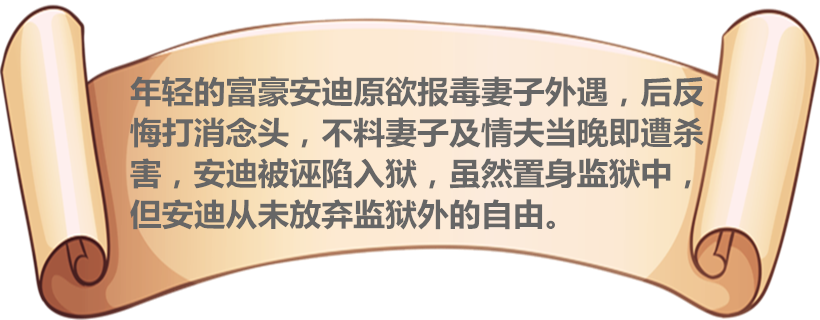 年轻的富豪安迪原欲报毒妻子外遇，后反
悔打消念头，不料妻子及情夫当晚即遭杀
害，安迪被诬陷入狱，虽然置身监狱中，
但安迪从未放弃监狱外的自由。